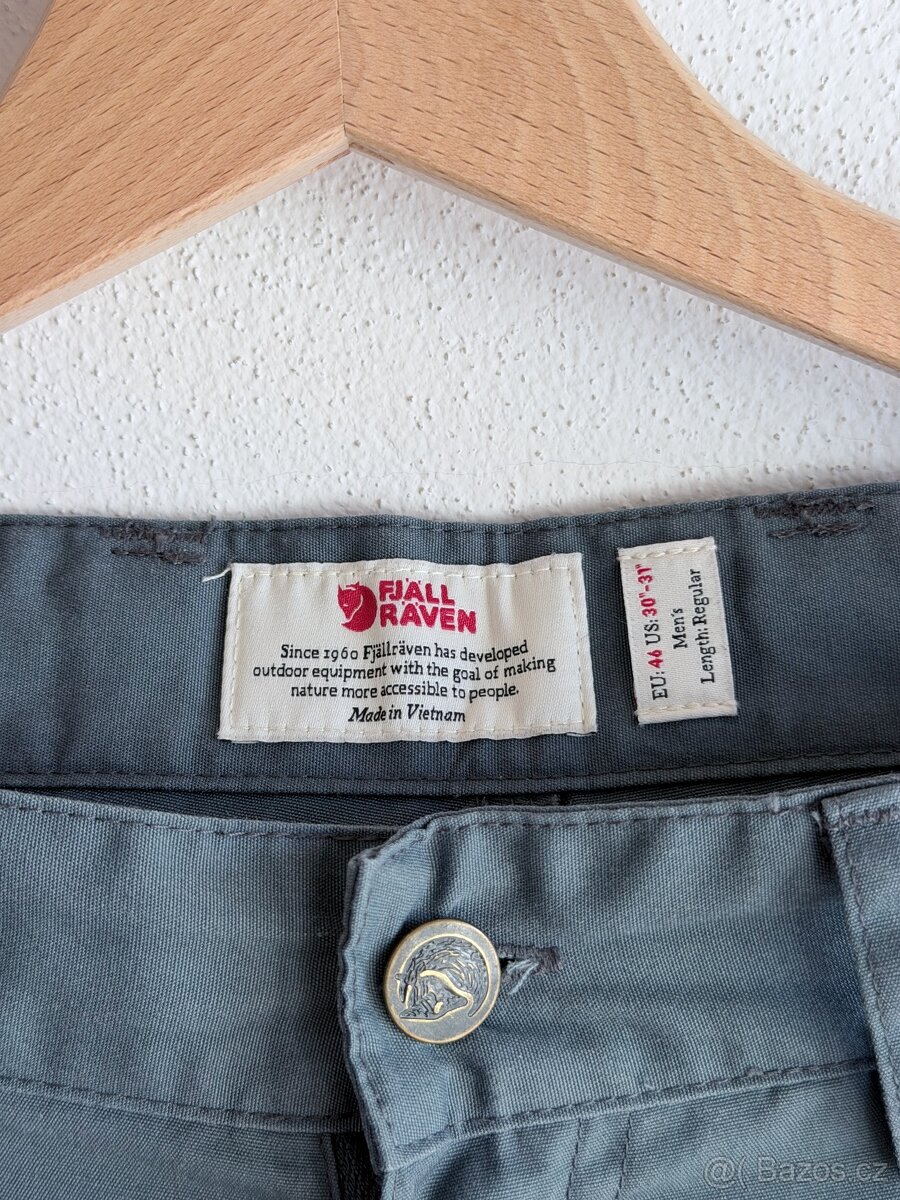 FJÄLL
RÄVEN
Since 1960 Fjällräven has developed
outdoor equipment with the goal of making
nature more accessible to people.
Made in Vietnam
EU: 46 US: 30"-31"
Men's
Length: Regular
@( Bazos.cz